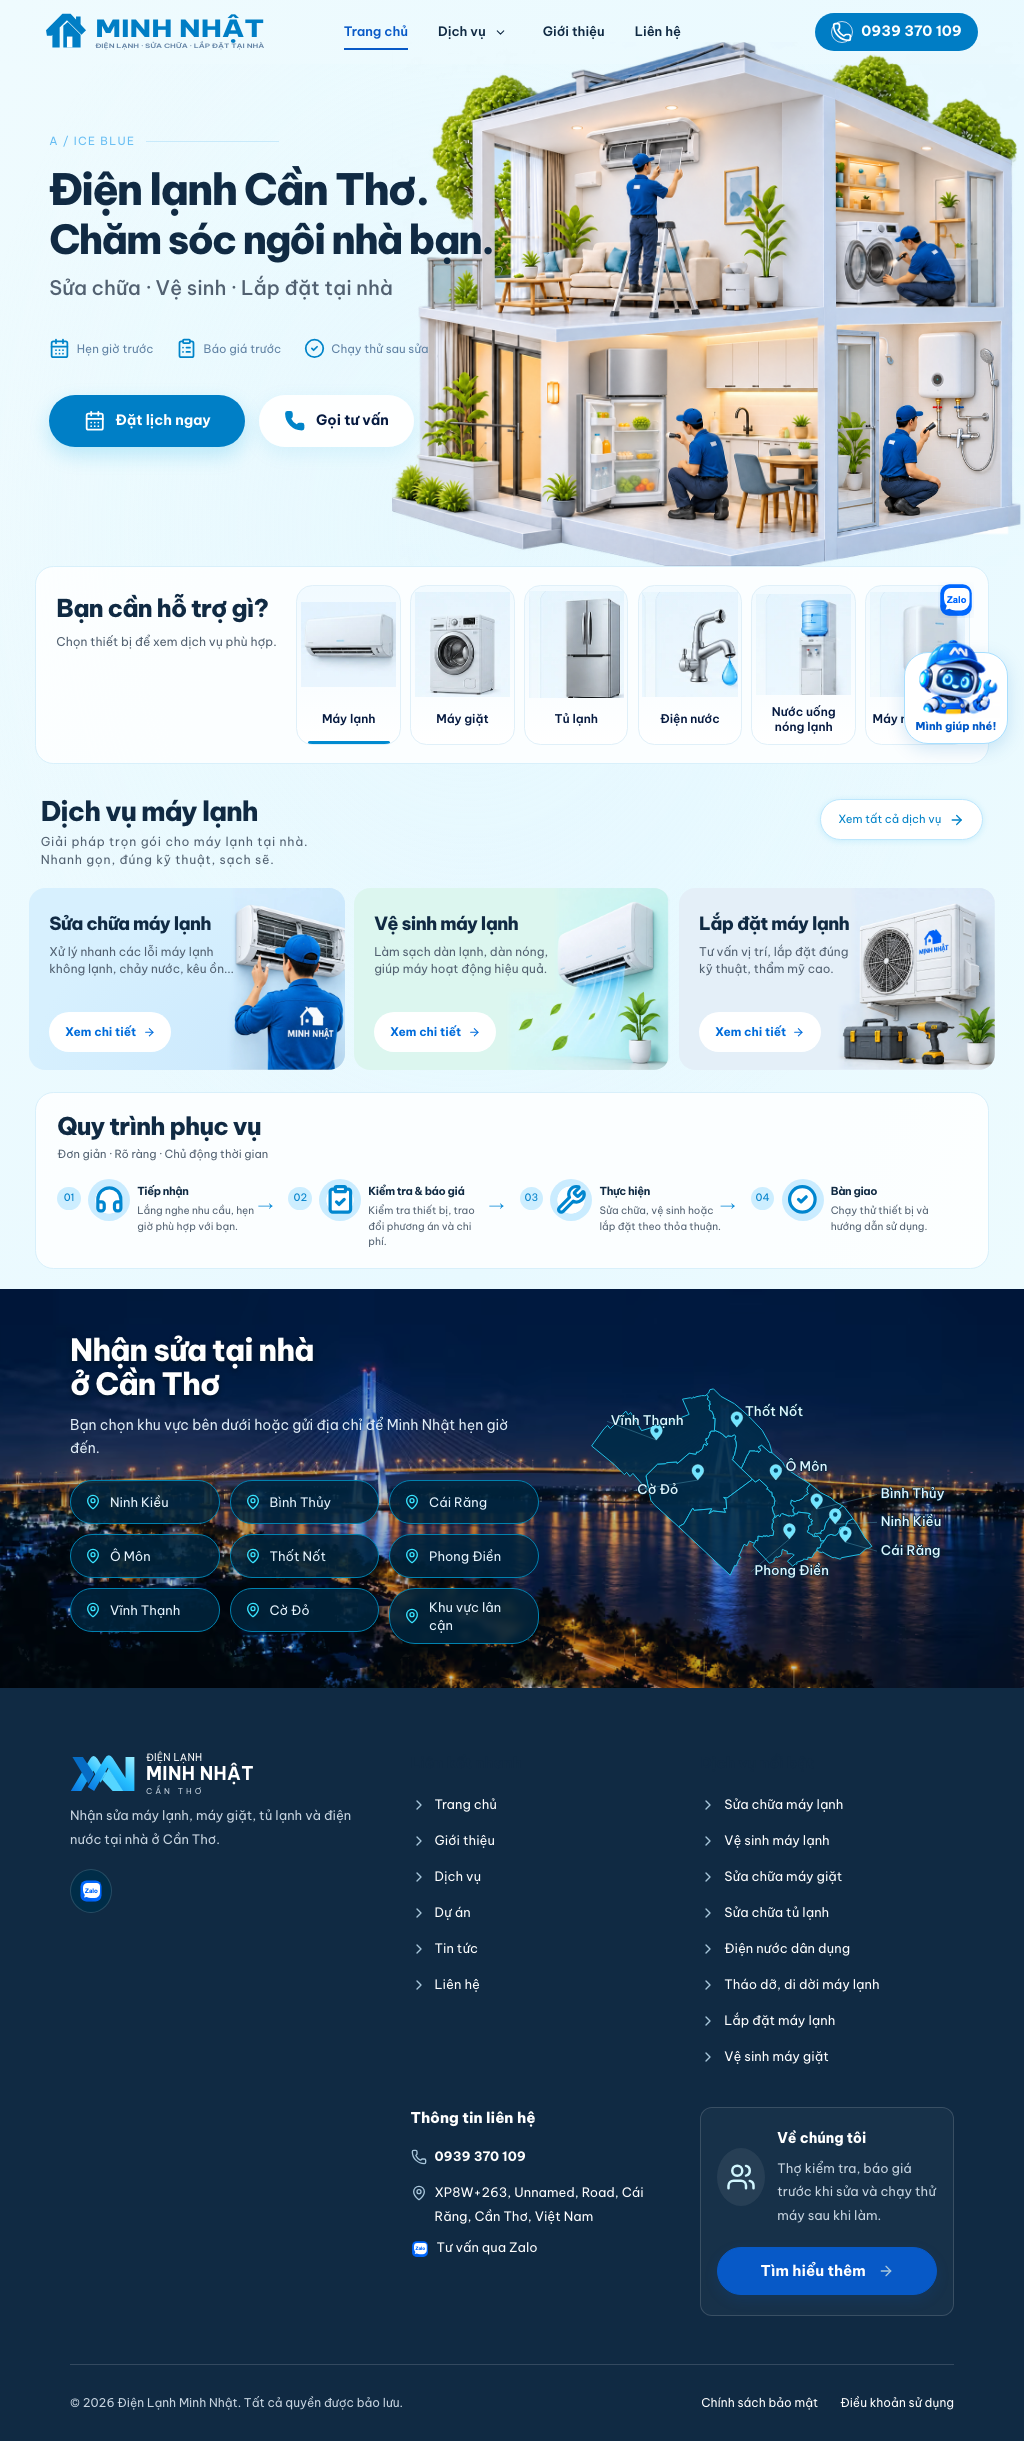 MINH NHẬT
ĐIỆN LẠNH · SỬA CHỮA · LẮP ĐẶT TẠI NHÀ
Trang chủ
Dịch vụ
Giới thiệu
Liên hệ
0939 370 109
A / ICE BLUE
Điện lạnh Cần Thơ.
Chăm sóc ngôi nhà bạn.
Sửa chữa · Vệ sinh · Lắp đặt tại nhà
Hẹn giờ trước
Báo giá trước
Chạy thử sau sửa
Đặt lịch ngay
Gọi tư vấn
Bạn cần hỗ trợ gì?
Chọn thiết bị để xem dịch vụ phù hợp.
Máy lạnh
Máy giặt
Tủ lạnh
Điện nước
Nước uống
nóng lạnh
Máy
Zalo
Mình giúp nhé!
Dịch vụ máy lạnh
Giải pháp trọn gói cho máy lạnh tại nhà.
Nhanh gọn, đúng kỹ thuật, sạch sẽ.
Xem tất cả dịch vụ
Sửa chữa máy lạnh
Xử lý nhanh các lỗi máy lạnh
không lạnh, chảy nước, kêu ồn...
Xem chi tiết
MINH NHẬT
Vệ sinh máy lạnh
Làm sạch dàn lạnh, dàn nóng,
giúp máy hoạt động hiệu quả.
Xem chi tiết
Lắp đặt máy lạnh
Tư vấn vị trí, lắp đặt đúng
kỹ thuật, thẩm mỹ cao.
Xem chi tiết
MINH NHẬT
Quy trình phục vụ
Đơn giản · Rõ ràng · Chủ động thời gian
01
Tiếp nhận
Lắng nghe nhu cầu, hẹn
giờ phù hợp với bạn.
02
Kiểm tra & báo giá
Kiểm tra thiết bị, trao
đổi phương án và chi
phí.
03
Thực hiện
Sửa chữa, vệ sinh hoặc
lắp đặt theo thỏa thuận.
04
Bàn giao
Chạy thử thiết bị và
hướng dẫn sử dụng.
Nhận sửa tại nhà
ở Cần Thơ
Bạn chọn khu vực bên dưới hoặc gửi địa chỉ để Minh Nhật hẹn giờ
đến.
Ninh Kiều
Bình Thủy
Cái Răng
Ô Môn
Thốt Nốt
Phong Điền
Vĩnh Thạnh
Cờ Đỏ
Khu vực lân
cận
Vĩnh Thạnh
Thốt Nốt
Ô Môn
Cờ Đỏ
Bình Thủy
Ninh Kiều
Cái Răng
Phong Điền
ĐIỆN LẠNH
MINH NHẬT
CẦN THƠ
Nhận sửa máy lạnh, máy giặt, tủ lạnh và điện
nước tại nhà ở Cần Thơ.
Zalo
Trang chủ
Giới thiệu
Dịch vụ
Dự án
Tin tức
Liên hệ
Sửa chữa máy lạnh
Vệ sinh máy lạnh
Sửa chữa máy giặt
Sửa chữa tủ lạnh
Điện nước dân dụng
Tháo dỡ, di dời máy lạnh
Lắp đặt máy lạnh
Vệ sinh máy giặt
Thông tin liên hệ
0939 370 109
XP8W+263, Unnamed, Road, Cái
Răng, Cần Thơ, Việt Nam
Zalo
Tư vấn qua Zalo
Về chúng tôi
Thợ kiểm tra, báo giá
trước khi sửa và chạy thử
máy sau khi làm.
Tìm hiểu thêm
© 2026 Điện Lạnh Minh Nhật. Tất cả quyền được bảo lưu.
Chính sách bảo mật
Điều khoản sử dụng